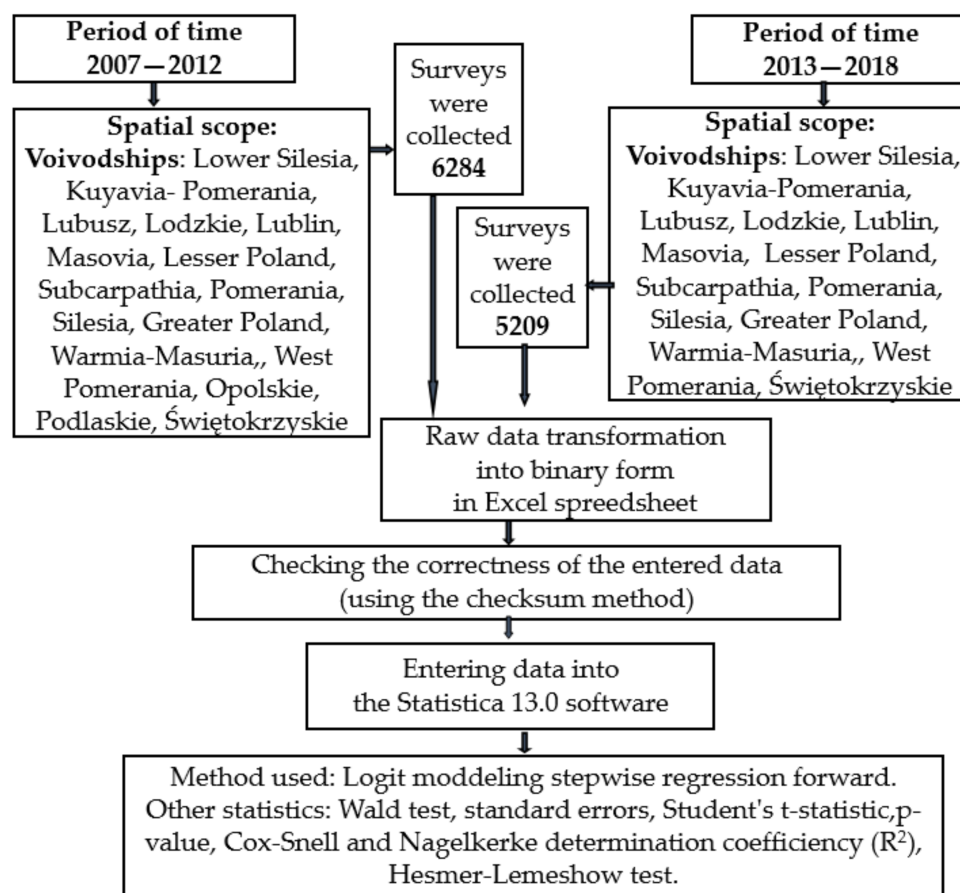 Period of time
2007—2012
Spatial scope:
Voivodships: Lower Silesia,
Kuyavia- Pomerania,
Lubusz, Lodzkie, Lublin,
Masovia, Lesser Poland,
Subcarpathia, Pomerania,
Silesia, Greater Poland,
Warmia-Masuria,, West
Pomerania, Opolskie,
Podlaskie, Świętokrzyskie
Surveys
were
collected
6284
Period of time
2013—2018
Spatial scope:
Voivodships: Lower Silesia,
Kuyavia-Pomerania,
Lubusz, Lodzkie, Lublin,
Masovia, Lesser Poland,
Subcarpathia, Pomerania,
Silesia, Greater Poland,
Warmia-Masuria,, West
Pomerania, Świętokrzyskie
Surveys
were
collected
5209
Raw data transformation
into binary form
in Excel spreedsheet
Checking the correctness of the entered data
(using the checksum method)
Entering data into
the Statistica 13.0 software
Method used: Logit moddeling stepwise regression forward.
Other statistics: Wald test, standard errors, Student's t-statistic,p-
value, Cox-Snell and Nagelkerke determination coefficiency (R²),
Hesmer-Lemeshow test.